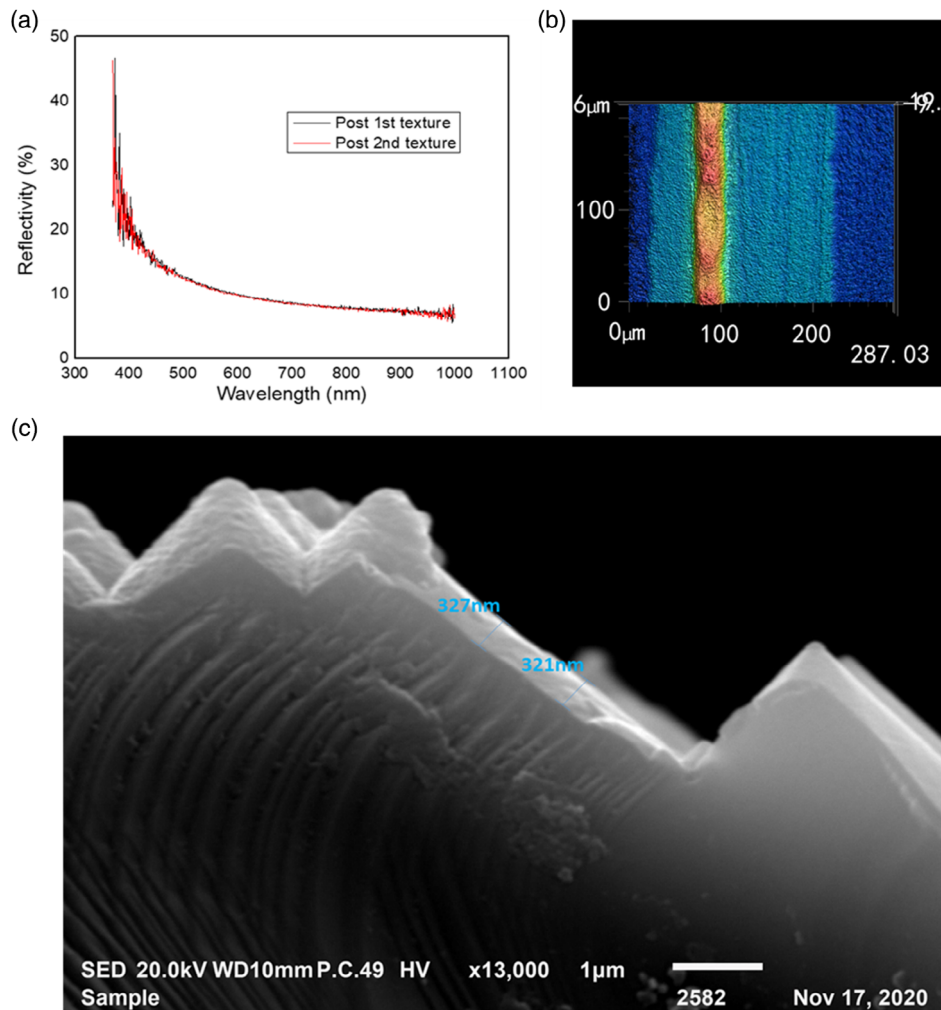 (a)
50
40
30
20
10
0
Reflectivity (%)
Post 1st texture
Post 2nd texture
300 400 500 600 700 800 900 1000 1100
Wavelength (nm)
(b)
6μm
100
0
0μm 100 200
287. 03
(c)
327nm
321nm
SED 20.0kV WD10mm P.C.49 HV x13,000 1μm
Sample 2582 Nov 17, 2020